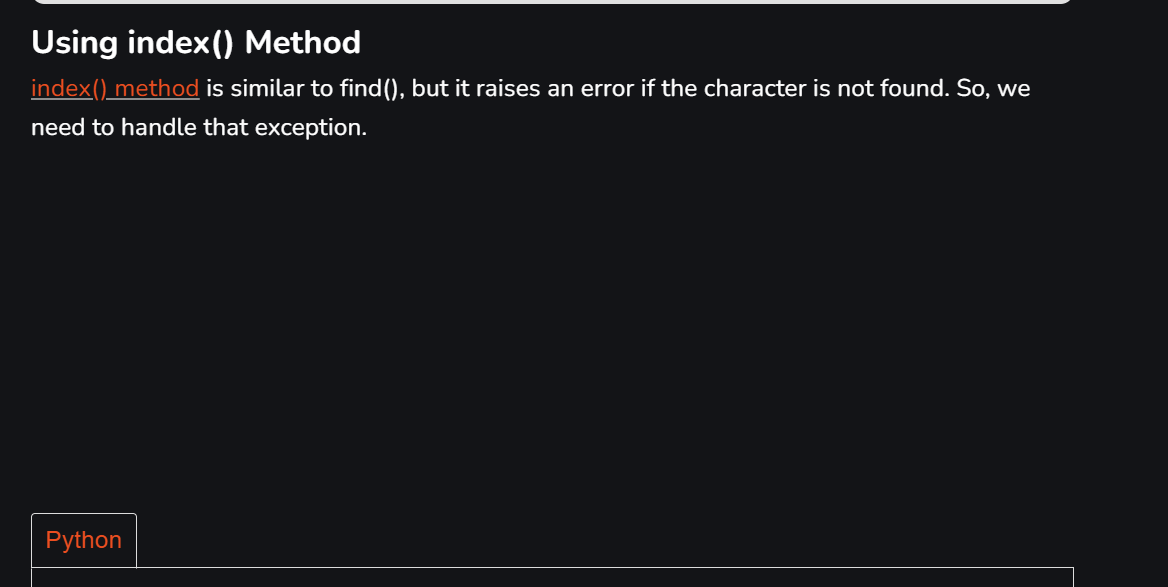 Using index() Method
index() method is similar to find(), but it raises an error if the character is not found. So, we
need to handle that exception.
Python